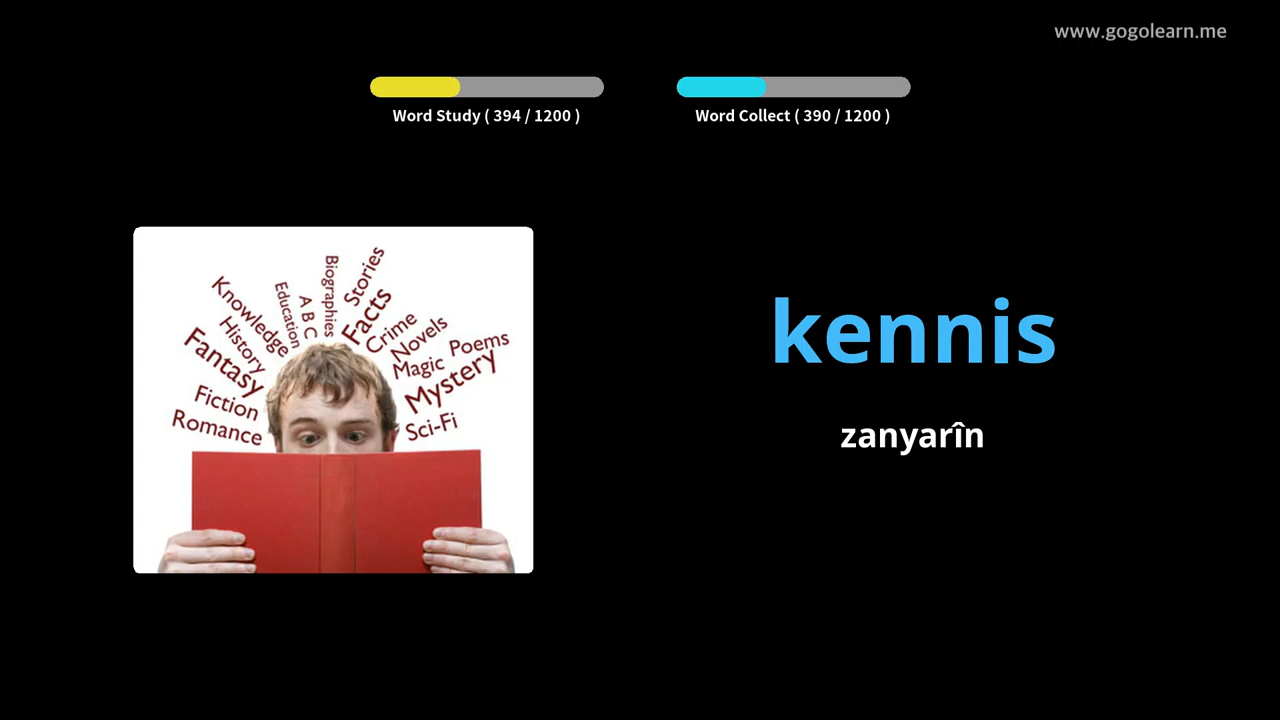 www.gogolearn.me
Word Study ( 394 / 1200 )
Word Collect ( 390 / 1200 )
Biographies
Stories
Education
A B C
Facts
Knowledge
Crime
History
Novels
Poems
Fantasy
Magic
Mystery
Fiction
Romance
Sci-Fi
kennis
zanyarîn